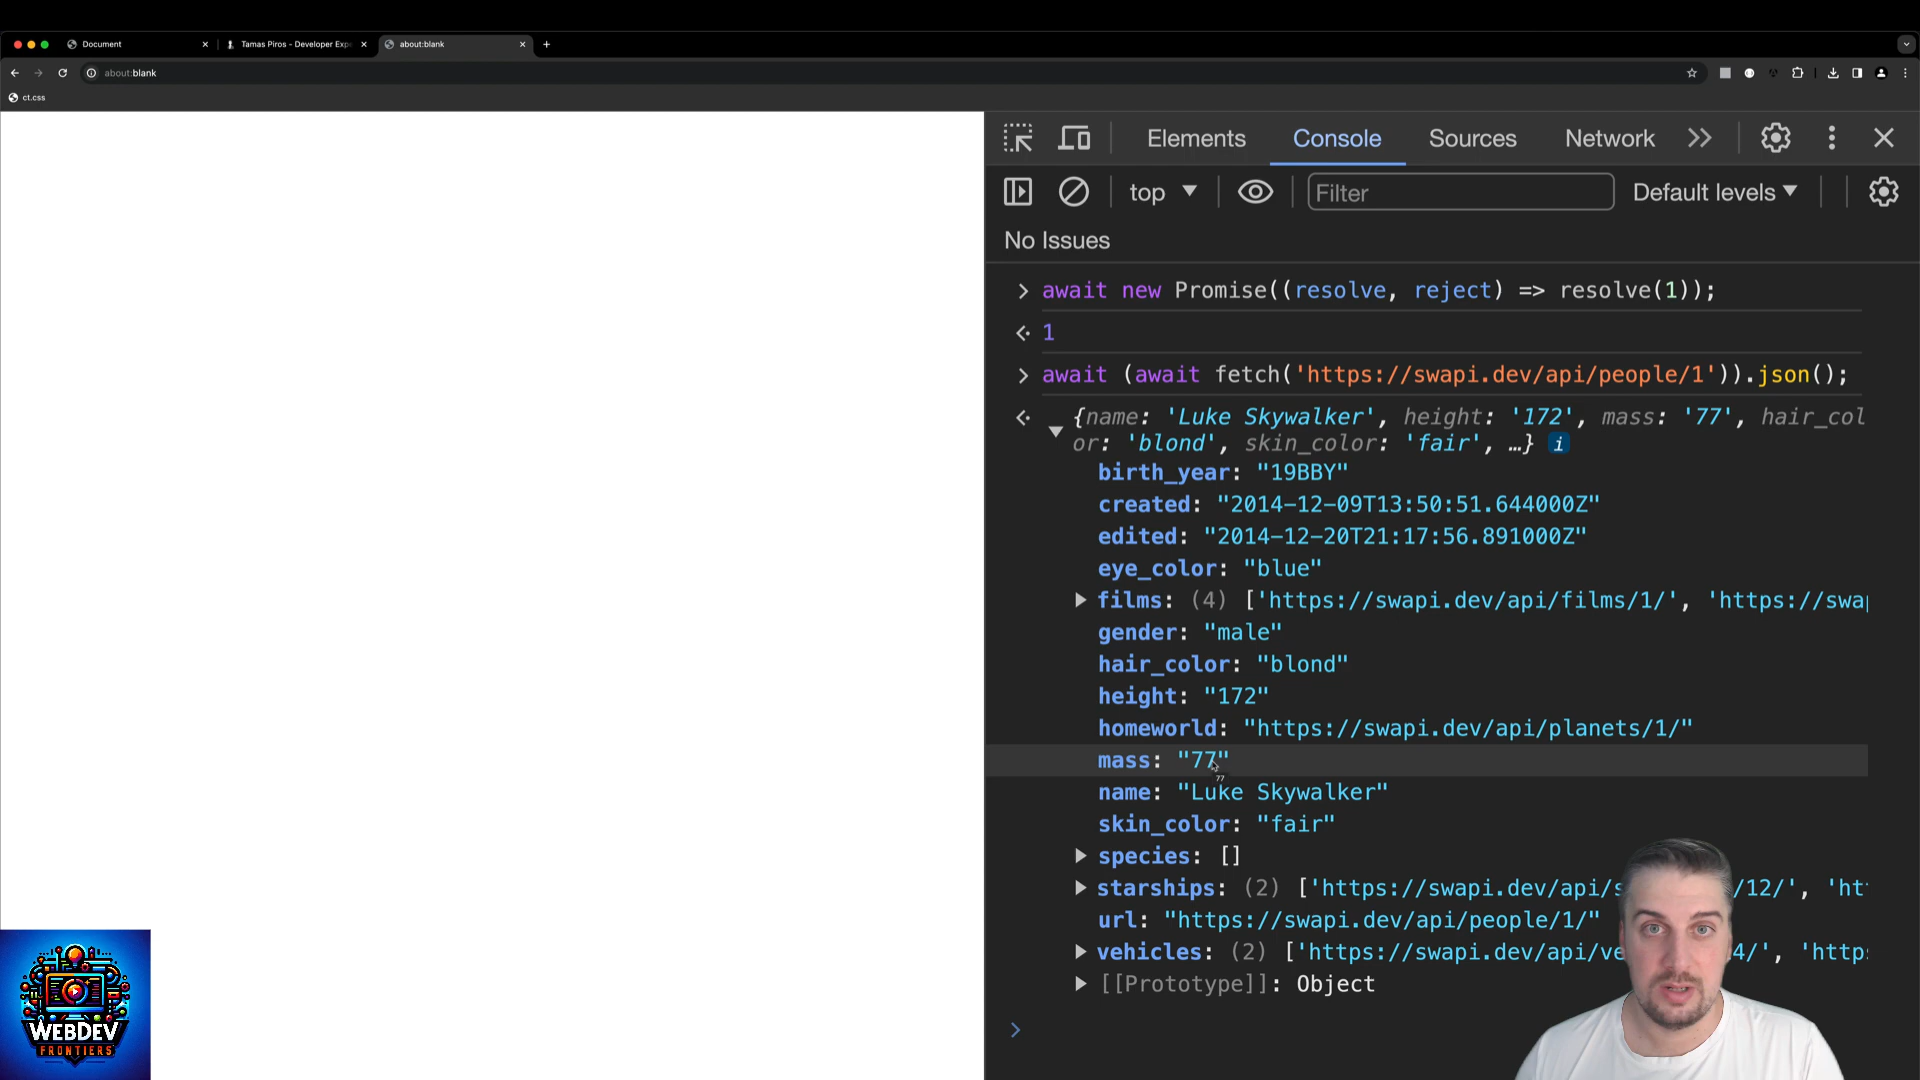 Document
Tamas Piros – Developer Exp
about:blank
about:blank
ct.css
Elements
Console
Sources
Network
top
Filter
Default levels
No Issues
await new Promise((resolve, reject) => resolve(1));
1
await (await fetch('https://swapi.dev/api/people/1')).json();
{name: 'Luke Skywalker', height: '172', mass: '77', hair_col
or: 'blond', skin_color: 'fair', …} i
birth_year: "19BBY"
created: "2014-12-09T13:50:51.644000Z"
edited: "2014-12-20T21:17:56.891000Z"
eye_color: "blue"
films: (4) ['https://swapi.dev/api/films/1/', 'https://swap
gender: "male"
hair_color: "blond"
height: "172"
homeworld: "https://swapi.dev/api/planets/1/"
mass: "77"
77
name: "Luke Skywalker"
skin_color: "fair"
species: []
starships: (2) ['https://swapi.dev/api/s /12/', 'htt
url: "https://swapi.dev/api/people/1/"
vehicles: (2) ['https://swapi.dev/api/ve 4/', 'https:
[[Prototype]]: Object
WEBDEV
FRONTIERS